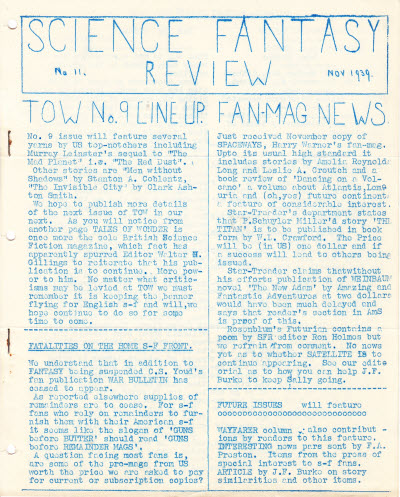 SCIENCE FANTASY
No. 11. REVIEW NOV 1939.
TOW No.9 LINE UP.
No. 9 issue will feature several
yarns by US top-notchers including
Murray Leinster's sequel to "The
Mad Planet" i.e. "The Red Dust".
Other stories are "Men without
Shadows" by Stanton A. Coblentz,
"The Invisible City" by Clark Ash-
ton Smith.
We hope to publish more details
of the next issue of TOW in our
next. As you will notice from
another page TALES OF WONDER is
once more the sole British Science
Fiction magazine, which fact has
apparently spurred Editor Walter H.
Gillings to reiterate that his pub-
lication is to continue. More pow-
er to him. No matter what critic-
isms may be levied at TOW we must
remember it is keeping the banner
flying for English s-f and will, we
hope continue to do so for some
time to come.
FATALITIES ON THE HOME S-F FRONT.
We understand that in addition to
FANTASY being suspended C.S. Youd's
fan publication WAR BULLETIN has
ceased to appear.
As reported elsewhere supplies of
remainders are to cease. For s-f
fans who rely on remainders to fur-
nish them with their American s-f
it seems like the slogan of 'GUNS
before BUTTER' should read 'GUNS
before REMAINDER MAGS'.
A question facing most fans is,
are some of the pro-mags from US
worth the price we are asked to pay
for current or subscription copies?
FAN-MAG NEWS
Just received November copy of
SPACEWAYS, Harry Warner's fan-mag.
Upto its usual high standard it
includes stories by Amelia Reynolds
Long and Leslie A. Croutch and a
book review of 'Dancing on a Vol-
cano' a volume about Atlantis, Lem-
uria and (oh, yes) future continent-
a feature of considerable interest.
Star-Treader's department states
that P.Schuyler Miller's story 'THE
TITAN' is to be published in book
form by W.L. Crawford. The Price
will be (in US) one dollar and if
a success will lead to others being
issued.
Star-Treader claims thatwithout
his efforts publication of WEINBAUM'
novel 'The New Adam' by Amazing and
Fantastic Adventures at two dollars
would have been much delayed and
says that reader's section in AmS
is proof of this.
Rosenblum's Futurian contains a
poem by SFR editor Ron Holmes but
we refrain from comment. No news
yet as to whether SATELLITE IS to
continue appearing. See our edit
orial as to how you can help J.F.
Burke to keep Sally going.
FUTURE ISSUES will feature
WAYFARER column, also contribut-
ions by readers to this feature.
INTERESTING news pars sent by F.A.
Preston. Items from the press of
special interest to s-f fans.
ARTICLE by J.F. Burke on story
similarities and other items.